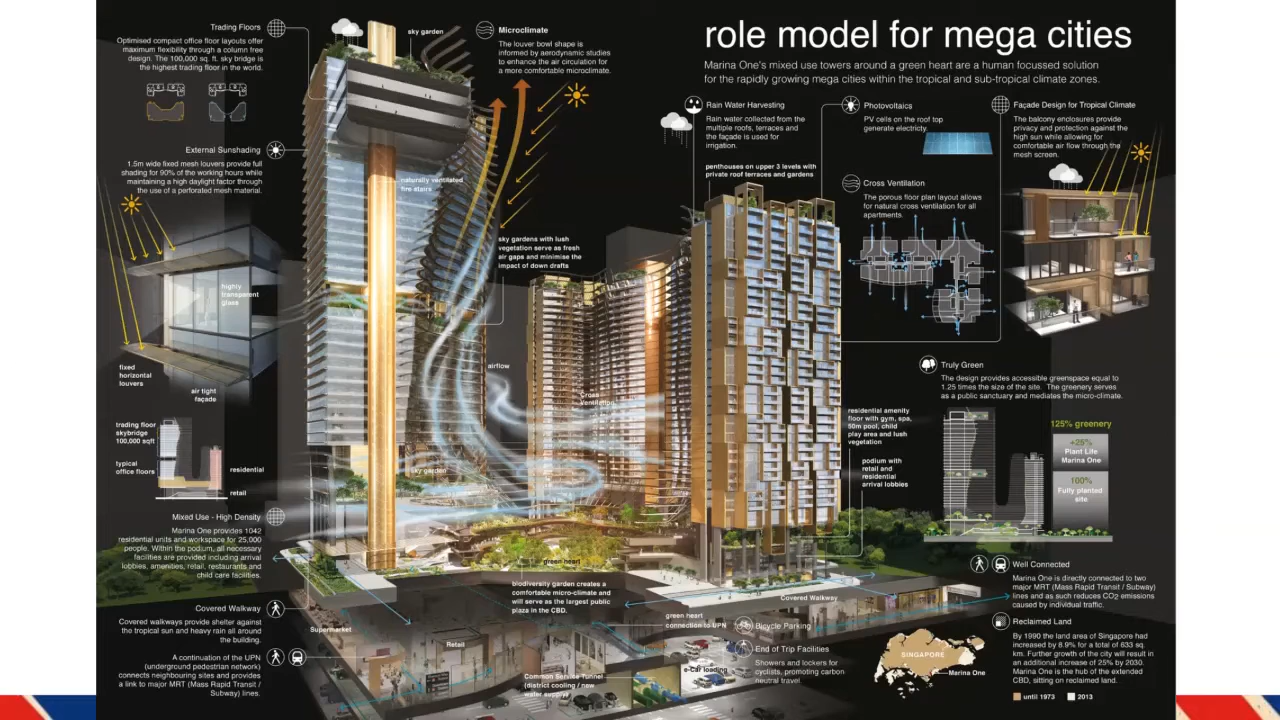 role model for mega cities
Marina One's mixed use towers around a green heart are a human focussed solution
for the rapidly growing mega cities within the tropical and sub-tropical climate zones.
Trading Floors
Optimised compact office floor layouts offer
maximum flexibility through a column free
design. The 100,000 sq. ft. sky bridge is
the highest trading floor in the world.
External Sunshading
1.5m wide fixed mesh louvers provide full
shading for 90% of the working hours while
maintaining a high daylight factor through
the use of a perforated mesh material.
highly
transparent
glass
fixed
horizontal
louvers
air tight
façade
trading floor
skybridge
100,000 sqft
typical
office floors
residential
retail
Mixed Use - High Density
Marina One provides 1042
residential units and workspace for 25,000
people. Within the podium, all necessary
facilities are provided including arrival
lobbies, amenities, retail, restaurants and
child care facilities.
Covered Walkway
Covered walkways provide shelter against
the tropical sun and heavy rain all around
the building.
A continuation of the UPN
(underground pedestrian network)
connects neighbouring sites and provides
a link to major MRT (Mass Rapid Transit /
Subway) lines.
sky garden
Microclimate
The louver bowl shape is
informed by aerodynamic studies
to enhance the air circulation for
a more comfortable microclimate.
naturally ventilated
fire stairs
sky gardens with lush
vegetation serve as fresh
air gaps and minimise the
impact of down drafts
airflow
Cross
Ventilation
sky garden
green heart
biodiversity garden creates a
comfortable micro-climate and
will serve as the largest public
plaza in the CBD.
Supermarket
Retail
Common Service Tunnel
(district cooling / new
water supply)
green heart
connection to UPN
e-Car loading
Covered Walkway
Bicycle Parking
End of Trip Facilities
Showers and lockers for
cyclists, promoting carbon
neutral travel
Rain Water Harvesting
Rain water collected from the
multiple roofs, terraces and
the façade is used for
irrigation.
penthouses on upper 3 levels with
private roof terraces and gardens
Photovoltaics
PV cells on the roof top
generate electricty.
Cross Ventilation
The porous floor plan layout allows
for natural cross ventilation for all
apartments.
Façade Design for Tropical Climate
The balcony enclosures provide
privacy and protection against the
high sun while allowing for
comfortable air flow through the
mesh screen.
residential amenity
floor with gym, spa,
50m pool, child
play area and lush
vegetation
podium with
retail and
residential
arrival lobbies
Truly Green
The design provides accessible greenspace equal to
1.25 times the size of the site. The greenery serves
as a public sanctuary and mediates the micro-climate.
125% greenery
+25%
Plant Life
Marina One
100%
Fully planted
site
Well Connected
Marina One is directly connected to two
major MRT (Mass Rapid Transit / Subway)
lines and as such reduces CO2 emissions
caused by individual traffic.
Reclaimed Land
By 1990 the land area of Singapore had
increased by 8.9% for a total of 633 sq.
km. Further growth of the city will result in
an additional increase of 25% by 2030.
Marina One is the hub of the extended
CBD, sitting on reclaimed land.
SINGAPORE
Marina One
until 1973
2013